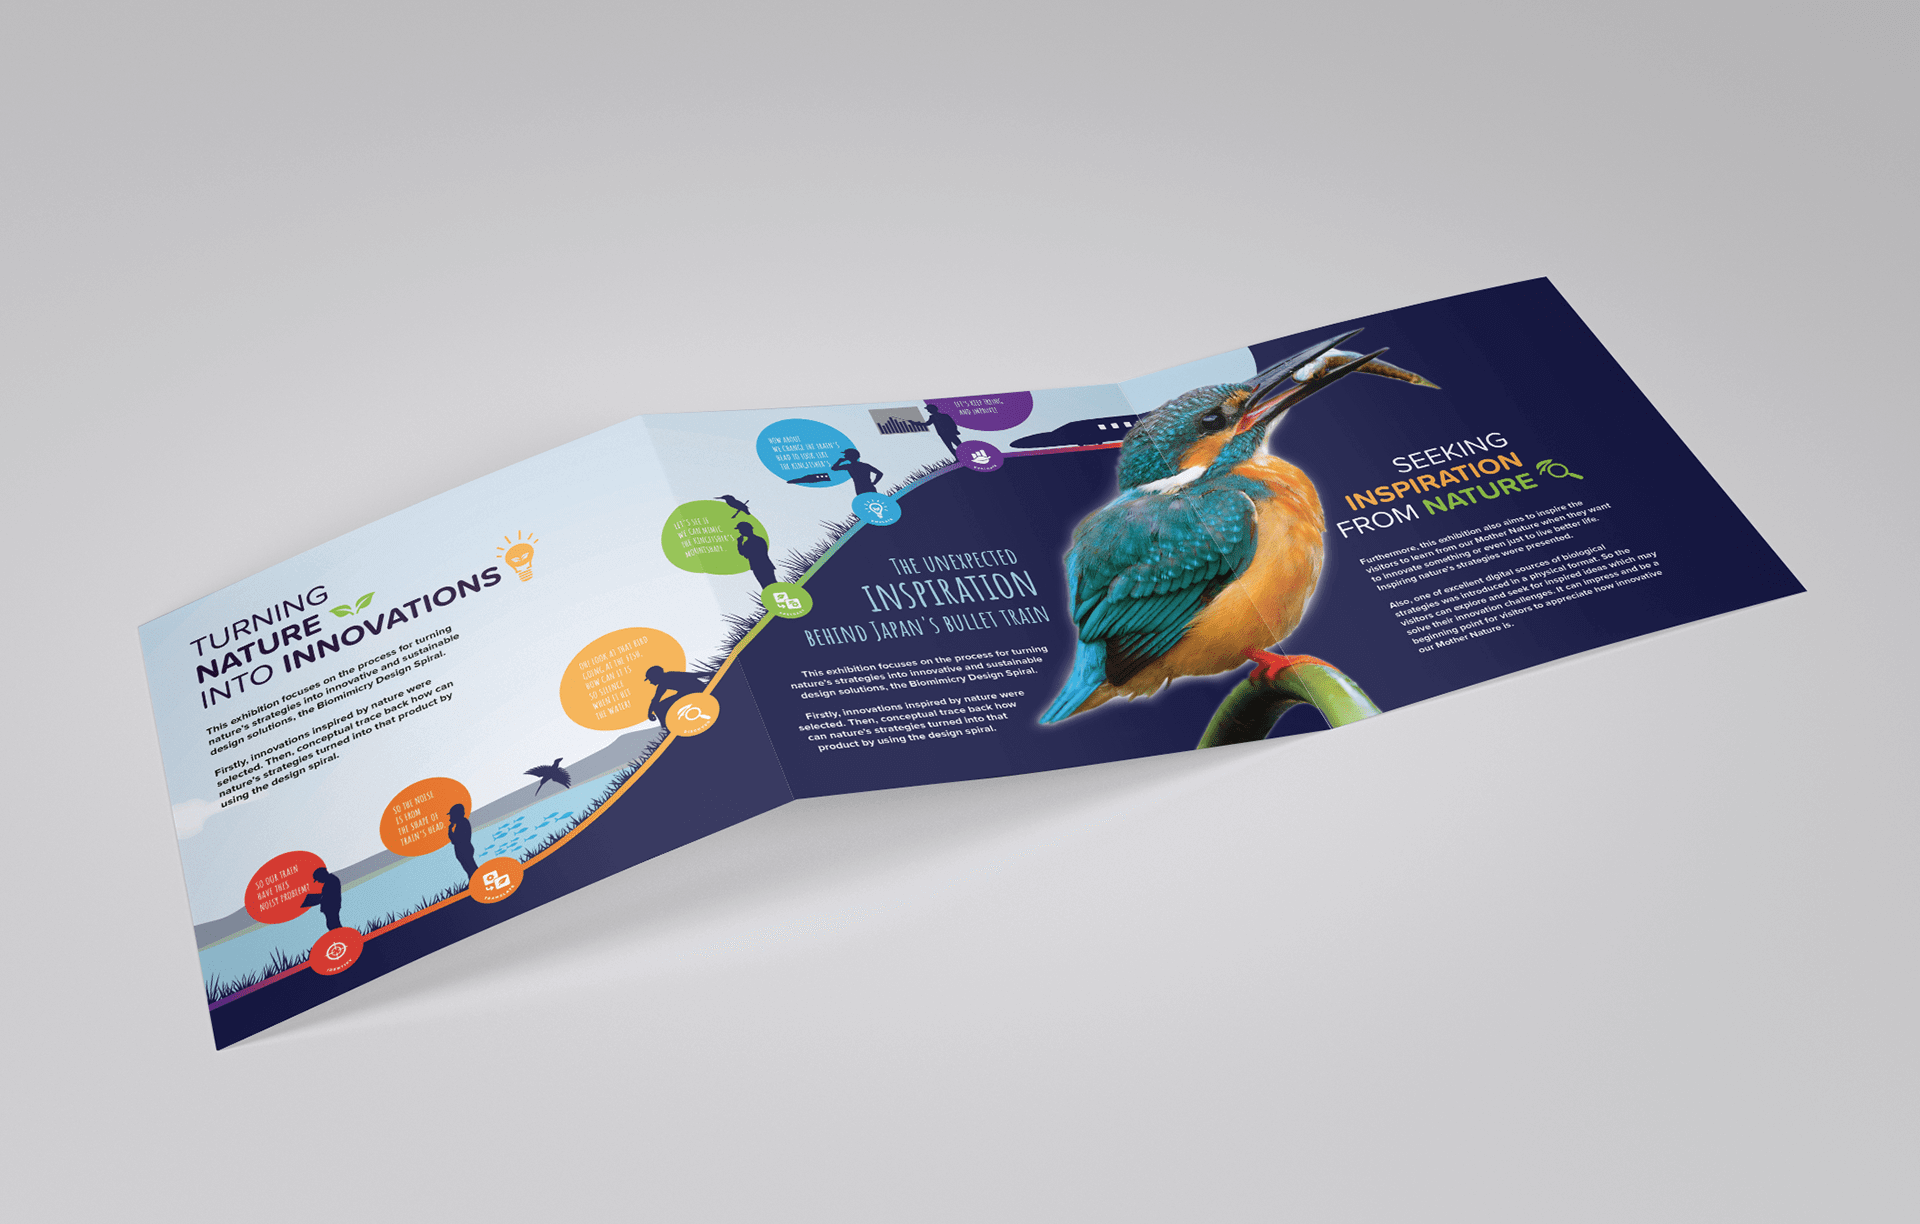 TURNING
NATURE
INTO INNOVATIONS
This exhibition focuses on the process for turning
nature's strategies into innovative and sustainable
design solutions, the Biomimicry Design Spiral.
Firstly, innovations inspired by nature were
selected. Then, conceptual trace back how can
nature's strategies turned into that product by
using the design spiral.
SO OUR TRAIN
HAVE THIS
NOISY PROBLEM?
IDENTIFY
SO THE NOISE
IS FROM
THE SHAPE OF
TRAIN'S HEAD.
TRANSLATE
OH! LOOK AT THAT BIRD
GOING AT THE FISH.
HOW CAN IT BE
SO SILENCE
WHEN IT HIT
THE WATER!
DISCOVER
LET'S SEE IF
WE CAN MIMIC
THE KINGFISHER'S
ABSTRACT
HOW ABOUT
WE CHANGE THE TRAIN'S
HEAD TO LOOK LIKE
THE KINGFISHER'S
EMULATE
LET'S KEEP TRYING
AND IMPROVE
EVALUATE
THE UNEXPECTED
INSPIRATION
BEHIND JAPAN'S BULLET TRAIN
This exhibition focuses on the process for turning
nature's strategies into innovative and sustainable
design solutions, the Biomimicry Design Spiral.
Firstly, innovations inspired by nature were
selected. Then, conceptual trace back how
can nature's strategies turned into that
product by using the design spiral.
SEEKING
INSPIRATION
FROM NATURE
Furthermore, this exhibition also aims to inspire the
visitors to learn from our Mother Nature when they want
to innovate something or even just to live better life.
Inspiring nature's strategies were presented.
Also, one of excellent digital sources of biological
strategies was introduced in a physical format. So the
visitors can explore and seek for inspired ideas which may
solve their innovation challenges. It can impress and be a
beginning point for visitors to appreciate how innovative
our Mother Nature is.